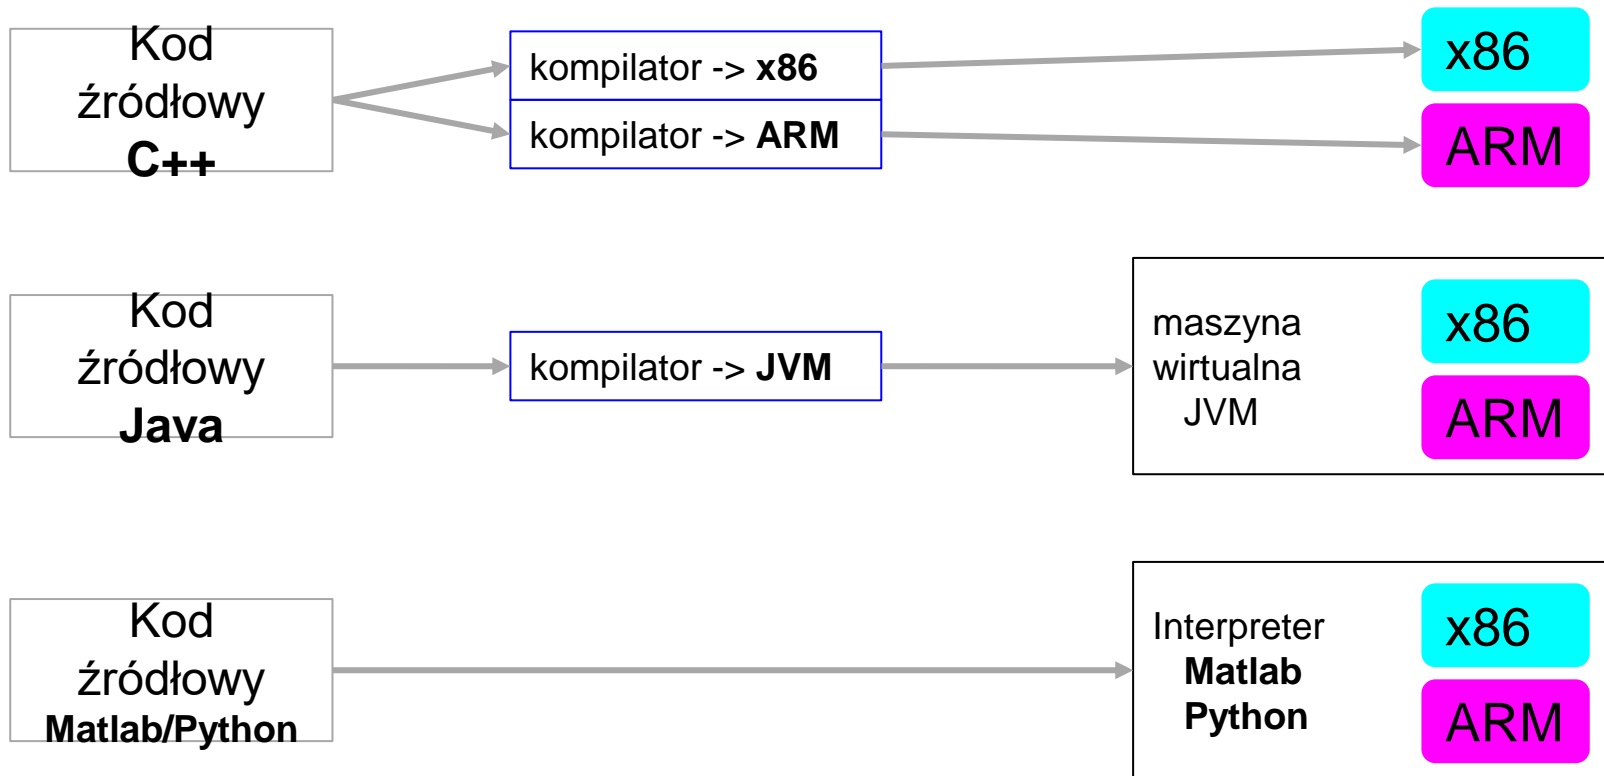 Kod
źródłowy
C++
kompilator -> x86
kompilator -> ARM
x86
ARM
Kod
źródłowy
Java
kompilator -> JVM
maszyna
wirtualna
JVM
x86
ARM
Kod
źródłowy
Matlab/Python
Interpreter
Matlab
Python
x86
ARM